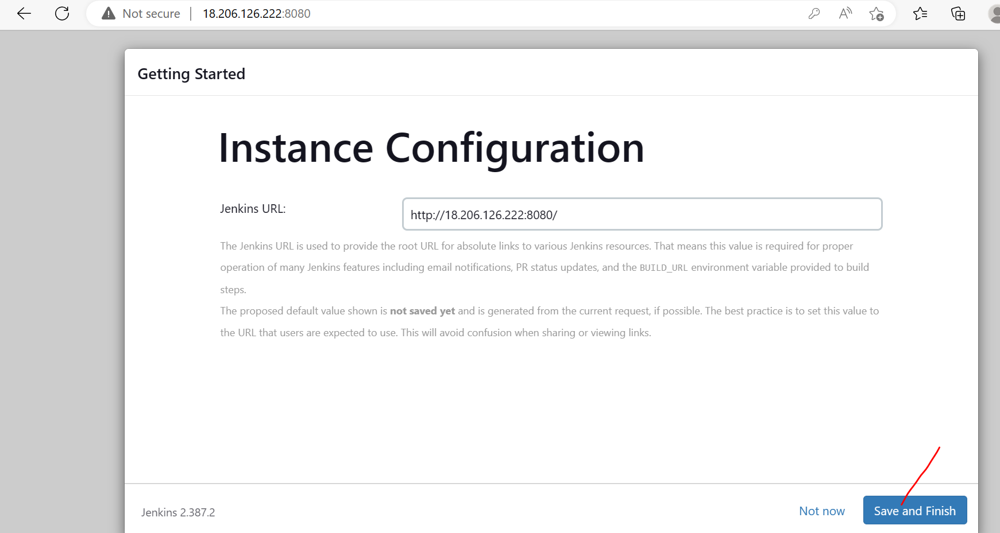 Not secure | 18.206.126.222:8080
Getting Started
Instance Configuration
Jenkins URL:
http://18.206.126.222:8080/
The Jenkins URL is used to provide the root URL for absolute links to various Jenkins resources. That means this value is required for proper
operation of many Jenkins features including email notifications, PR status updates, and the BUILD_URL environment variable provided to build
steps.
The proposed default value shown is not saved yet and is generated from the current request, if possible. The best practice is to set this value to
the URL that users are expected to use. This will avoid confusion when sharing or viewing links.
Jenkins 2.387.2
Not now
Save and Finish